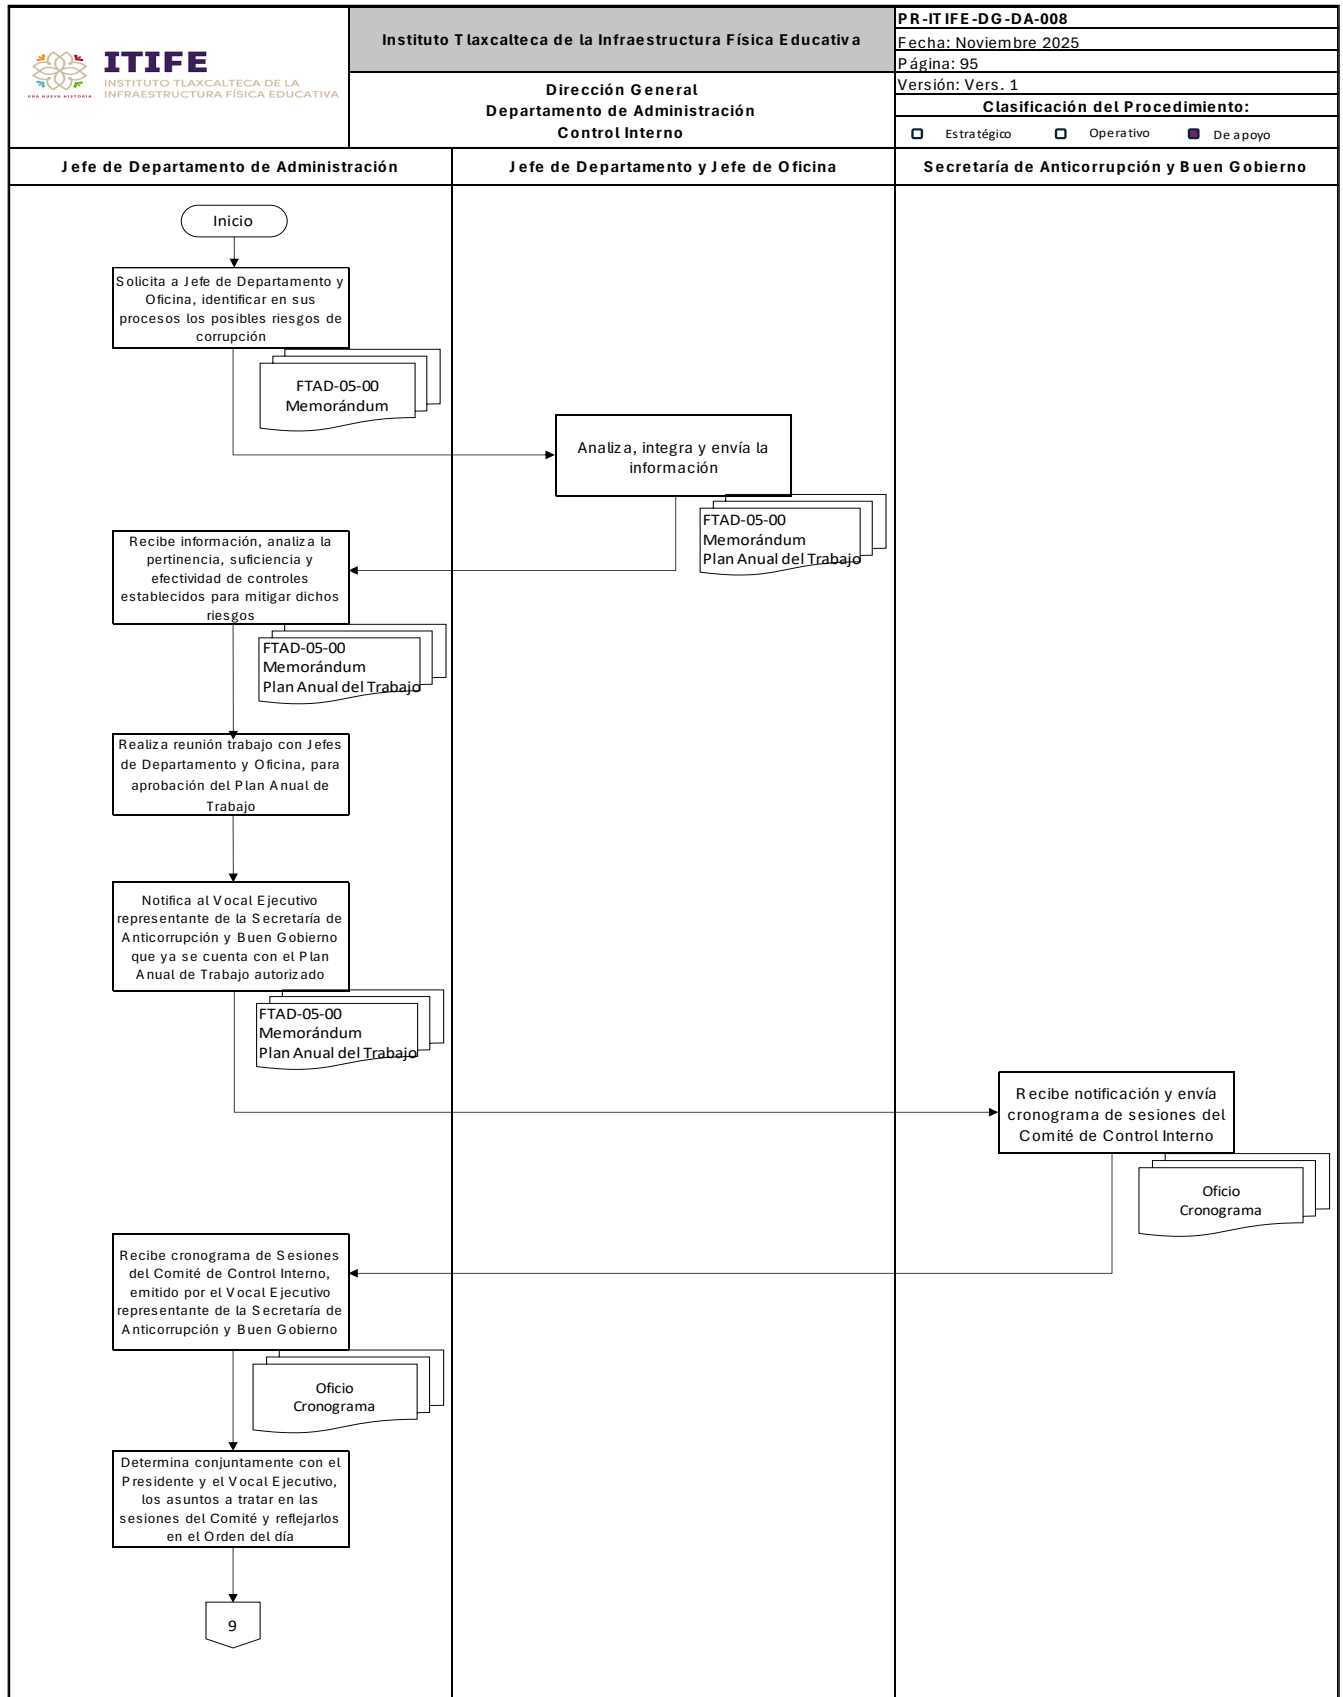 ITIFE
INSTITUTO TLAXCALTECA DE LA
INFRAESTRUCTURA FÍSICA EDUCATIVA
UNA NUEVA HISTORIA
Instituto Tlaxcalteca de la Infraestructura Física Educativa
Dirección General
Departamento de Administración
Control Interno
PR-ITIFE-DG-DA-008
Fecha: Noviembre 2025
Página: 95
Versión: Vers. 1
Clasificación del Procedimiento:
Estratégico Operativo De apoyo
Jefe de Departamento de Administración
Jefe de Departamento y Jefe de Oficina
Secretaría de Anticorrupción y Buen Gobierno
Inicio
Solicita a Jefe de Departamento y
Oficina, identificar en sus
procesos los posibles riesgos de
corrupción
FTAD-05-00
Memorándum
Analiza, integra y envía la
información
FTAD-05-00
Memorándum
Plan Anual del Trabajo
Recibe información, analiza la
pertinencia, suficiencia y
efectividad de controles
establecidos para mitigar dichos
riesgos
FTAD-05-00
Memorándum
Plan Anual del Trabajo
Realiza reunión trabajo con Jefes
de Departamento y Oficina, para
aprobación del Plan Anual de
Trabajo
Notifica al Vocal Ejecutivo
representante de la Secretaría de
Anticorrupción y Buen Gobierno
que ya se cuenta con el Plan
Anual de Trabajo autorizado
FTAD-05-00
Memorándum
Plan Anual del Trabajo
Recibe notificación y envía
cronograma de sesiones del
Comité de Control Interno
Oficio
Cronograma
Recibe cronograma de Sesiones
del Comité de Control Interno,
emitido por el Vocal Ejecutivo
representante de la Secretaría de
Anticorrupción y Buen Gobierno
Oficio
Cronograma
Determina conjuntamente con el
Presidente y el Vocal Ejecutivo,
los asuntos a tratar en las
sesiones del Comité y reflejarlos
en el Orden del día
9